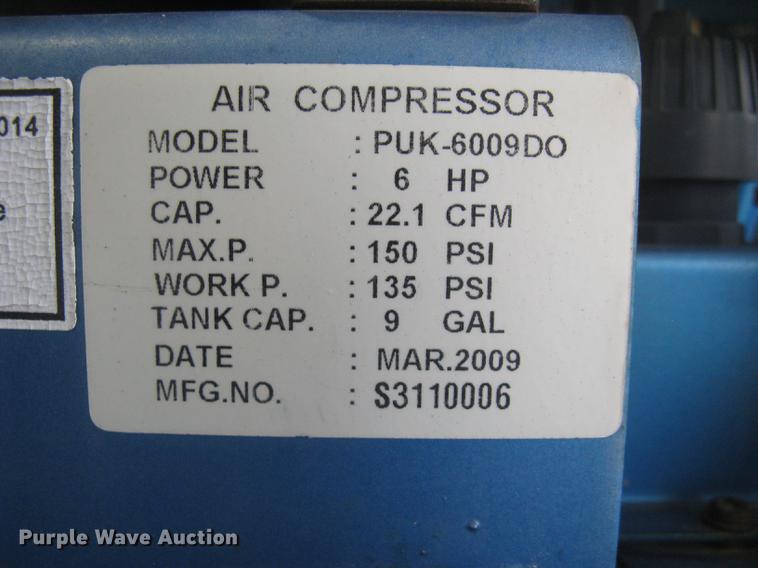 014
e
AIR COMPRESSOR
MODEL : PUK-6009DO
POWER : 6 HP
CAP. : 22.1 CFM
MAX.P. : 150 PSI
WORK P. : 135 PSI
TANK CAP. : 9 GAL
DATE : MAR.2009
MFG.NO. : S3110006
Purple Wave Auction